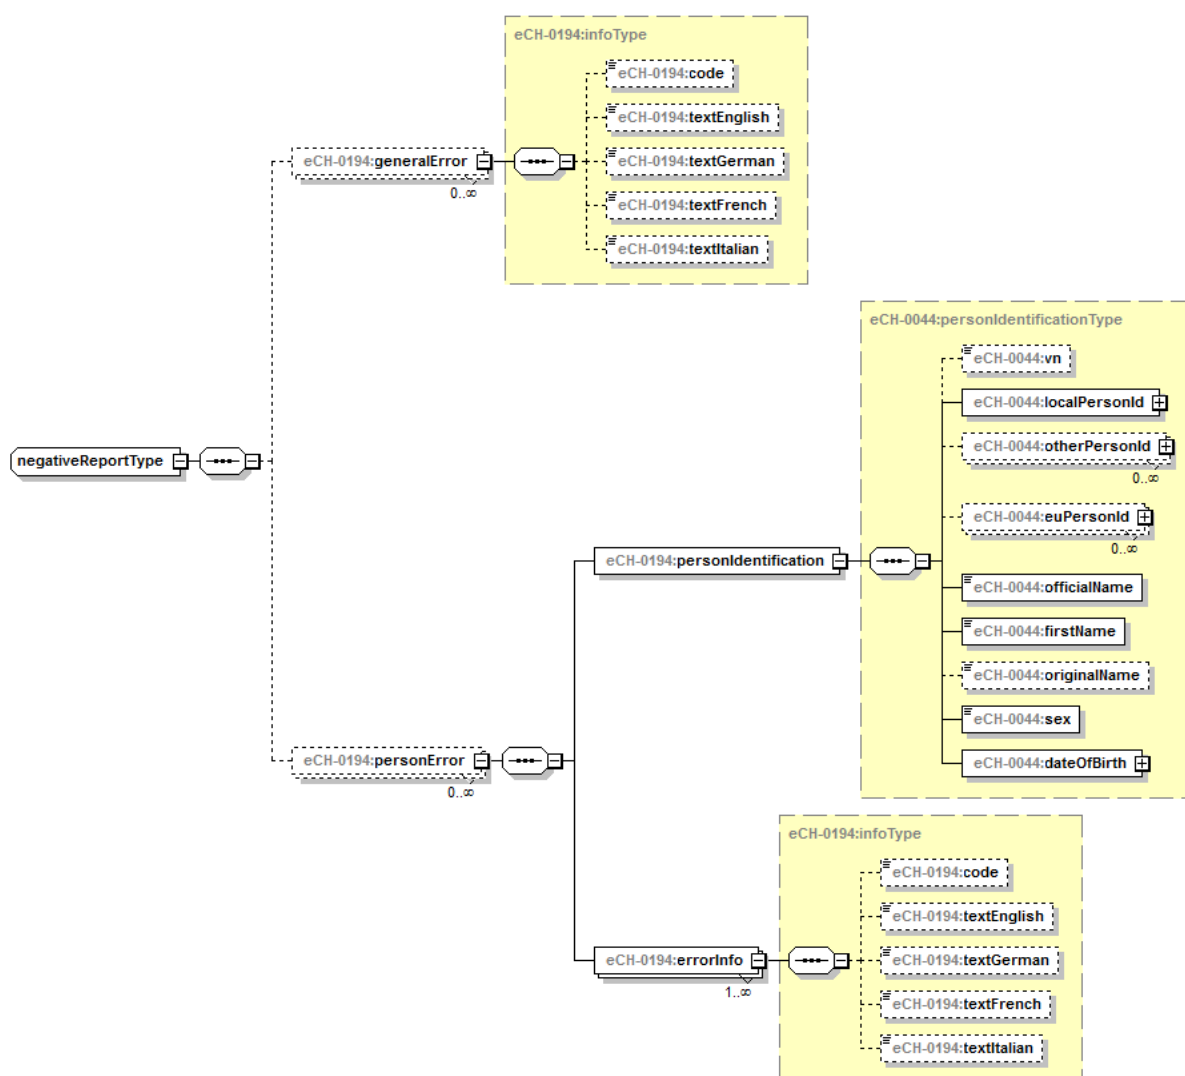 eCH-0194:infoType
eCH-0194:code
eCH-0194:textEnglish
eCH-0194:generalError
eCH-0194:textGerman
0..∞
eCH-0194:textFrench
eCH-0194:textItalian
eCH-0044:personIdentificationType
eCH-0044:vn
eCH-0044:localPersonId
negativeReportType
eCH-0044:otherPersonId
0..∞
eCH-0044:euPersonId
0..∞
eCH-0194:personIdentification
eCH-0044:officialName
eCH-0044:firstName
eCH-0044:originalName
eCH-0044:sex
eCH-0194:personError
0..∞
eCH-0044:dateOfBirth
eCH-0194:infoType
eCH-0194:code
eCH-0194:textEnglish
eCH-0194:errorInfo
1..∞
eCH-0194:textGerman
eCH-0194:textFrench
eCH-0194:textItalian